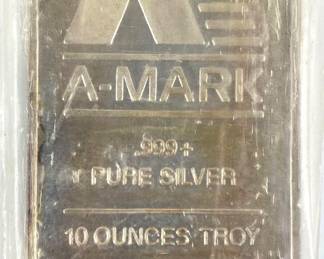 A-MARK
.999+
PURE SILVER
10 OUNCES TROY